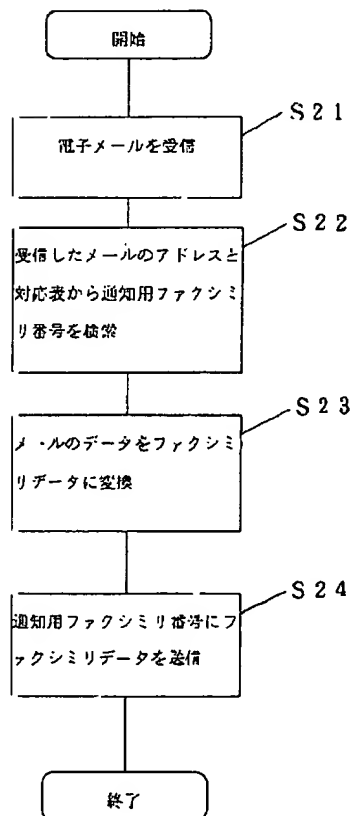 開始
S21
電子メールを受信
S22
受信したメールのアドレスと
対応表から通知用ファクシミ
リ番号を検索
S23
メールのデータをファクシミ
リデータに変換
S24
通知用ファクシミリ番号にフ
ァクシミリデータを送信
終了